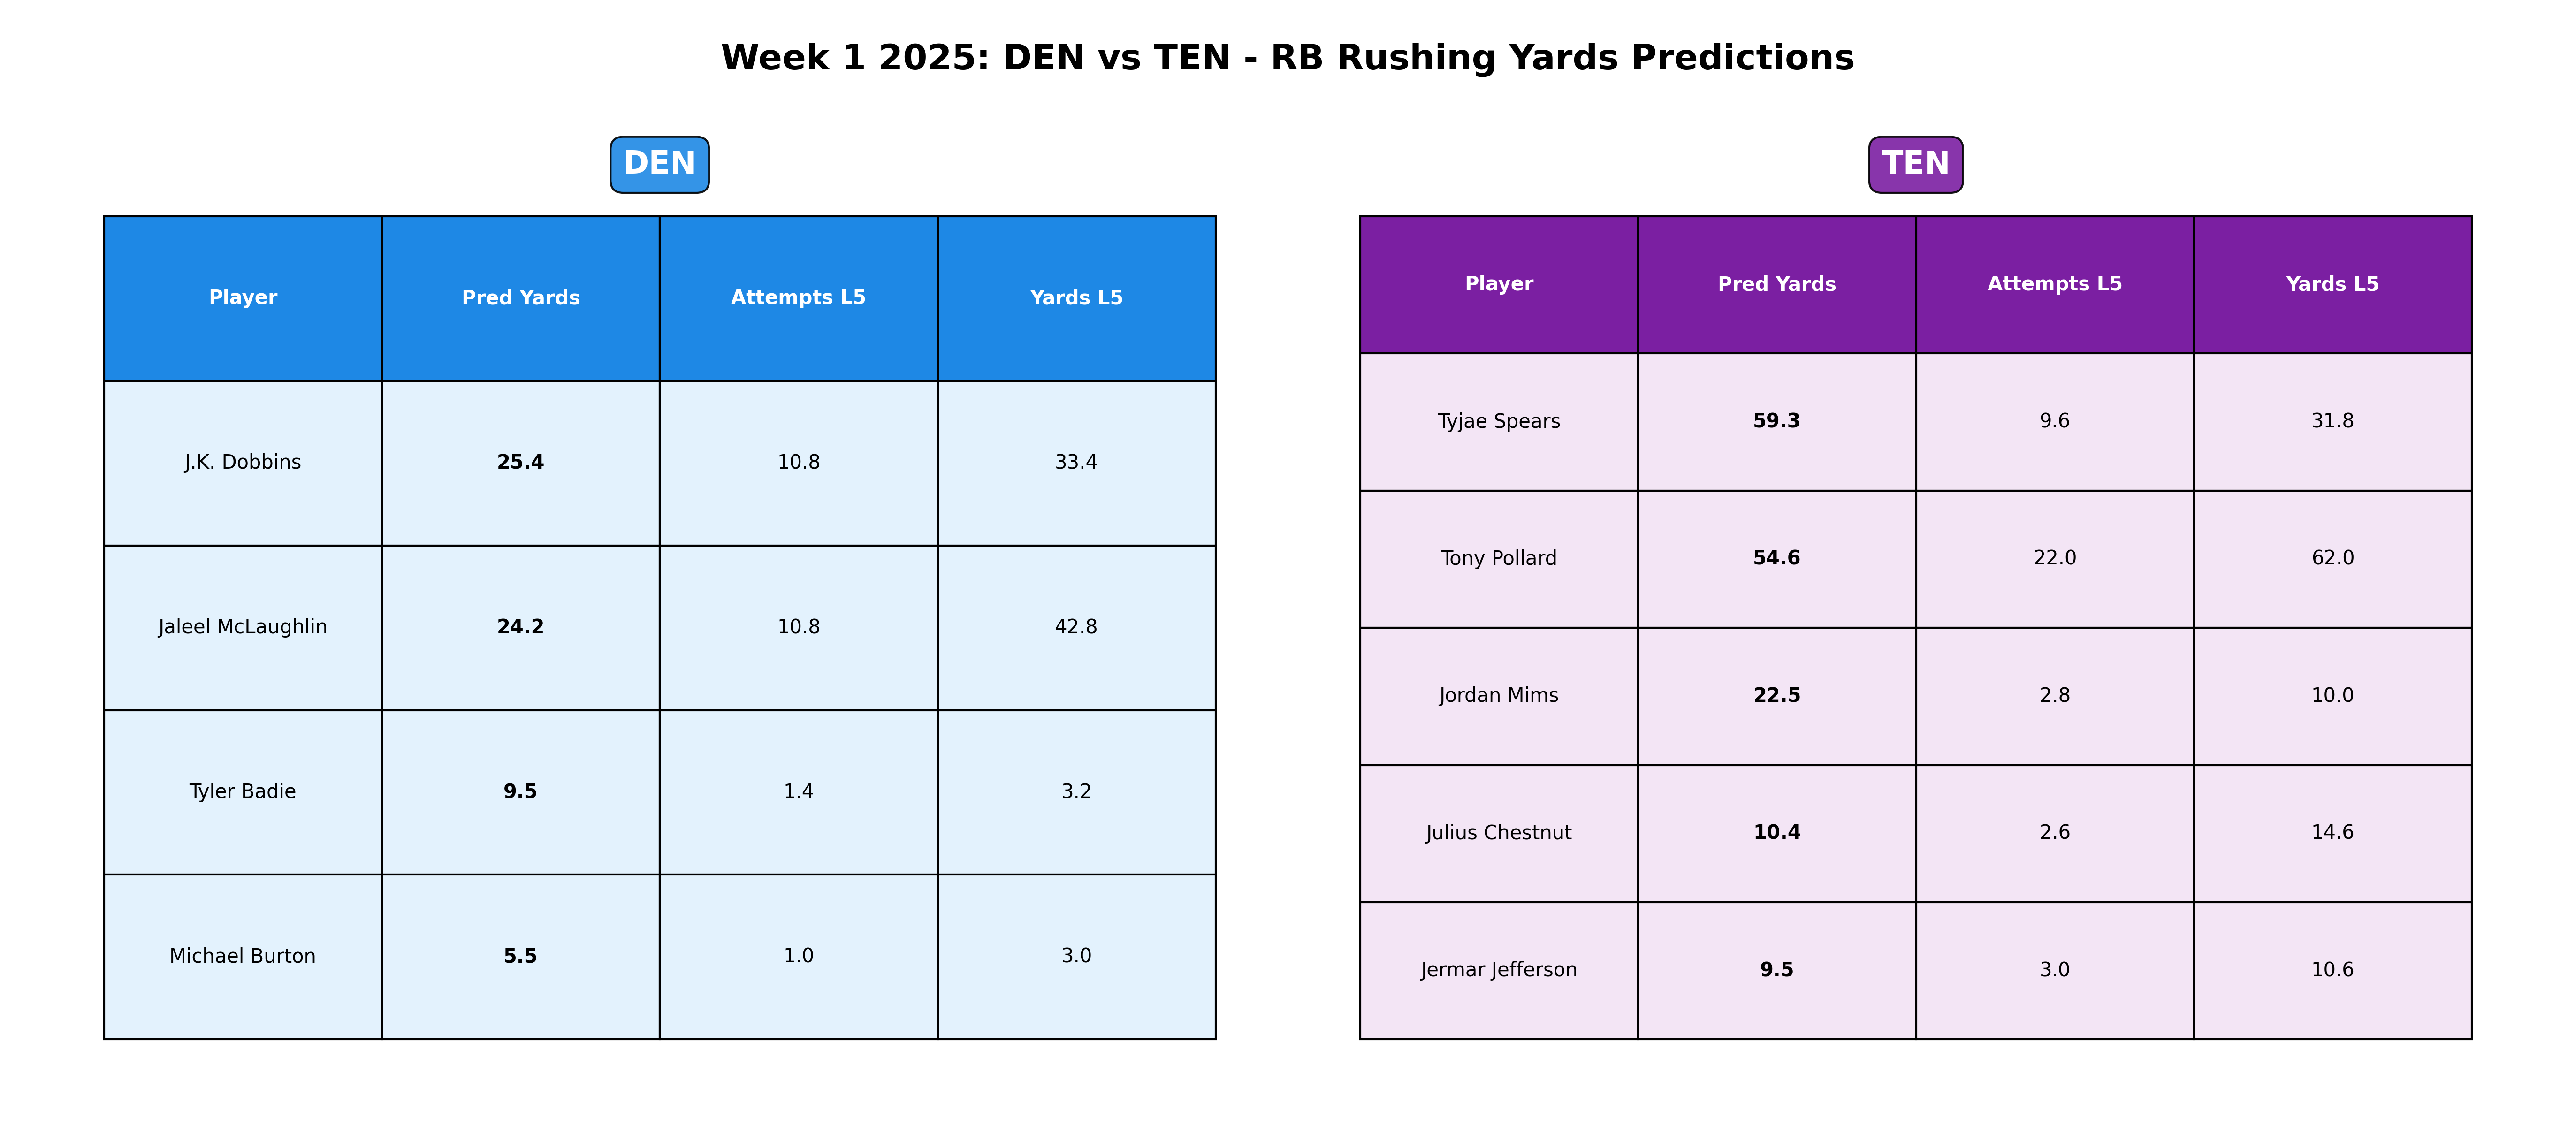 Week 1 2025: DEN vs TEN - RB Rushing Yards Predictions
DEN
Player Pred Yards Attempts L5 Yards L5
J.K. Dobbins 25.4 10.8 33.4
Jaleel McLaughlin 24.2 10.8 42.8
Tyler Badie 9.5 1.4 3.2
Michael Burton 5.5 1.0 3.0
TEN
Player Pred Yards Attempts L5 Yards L5
Tyjae Spears 59.3 9.6 31.8
Tony Pollard 54.6 22.0 62.0
Jordan Mims 22.5 2.8 10.0
Julius Chestnut 10.4 2.6 14.6
Jermar Jefferson 9.5 3.0 10.6